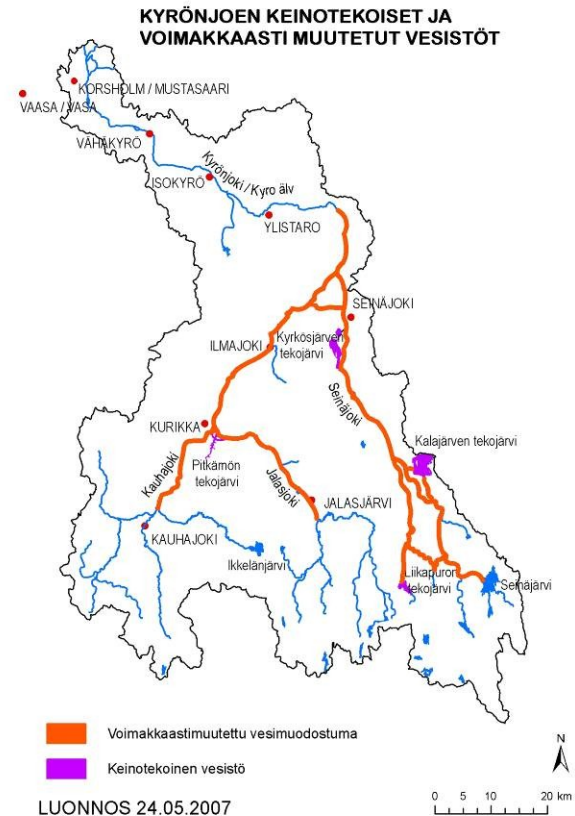 KYRÖNJOEN KEINOTEKOISET JA
VOIMAKKAASTI MUUTETUT VESISTÖT
KORSHOLM / MUSTASAARI
VAASA / VASA
VÄHÄKYRÖ
Kyrönjoki / Kyro älv
ISOKYRÖ
YLISTARO
SEINÄJOKI
ILMAJOKI
Kyrkösjärven
tekojärvi
Seinäjoki
KURIKKA
Kalajärven tekojärvi
Pitkämön
tekojärvi
Kauhajoki
Jalasjoki
JALASJÄRVI
KAUHAJOKI
Ikkelänjärvi
Liikapuron
tekojärvi
Seinäjärvi
Voimakkaastimuutettu vesimuodostuma
Keinotekoinen vesistö
N
LUONNOS 24.05.2007
0 5 10 20 km